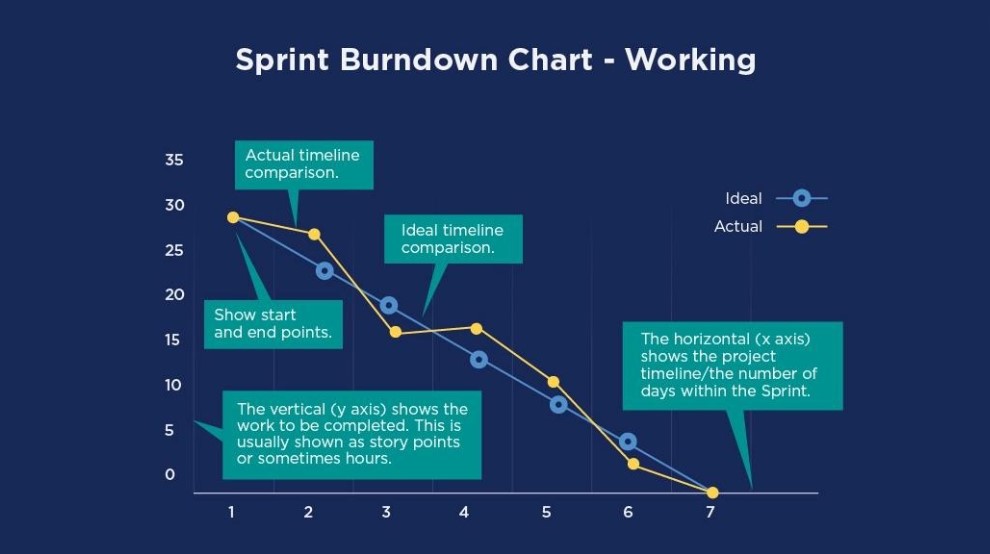 Sprint Burndown Chart - Working
35
30
25
20
15
10
5
0
Actual timeline
comparison.
Ideal timeline
comparison.
Ideal
Actual
Show start
and end points.
The horizontal (x axis)
shows the project
timeline/the number of
days within the Sprint.
The vertical (y axis) shows the
work to be completed. This is
usually shown as story points
or sometimes hours.
1 2 3 4 5 6 7